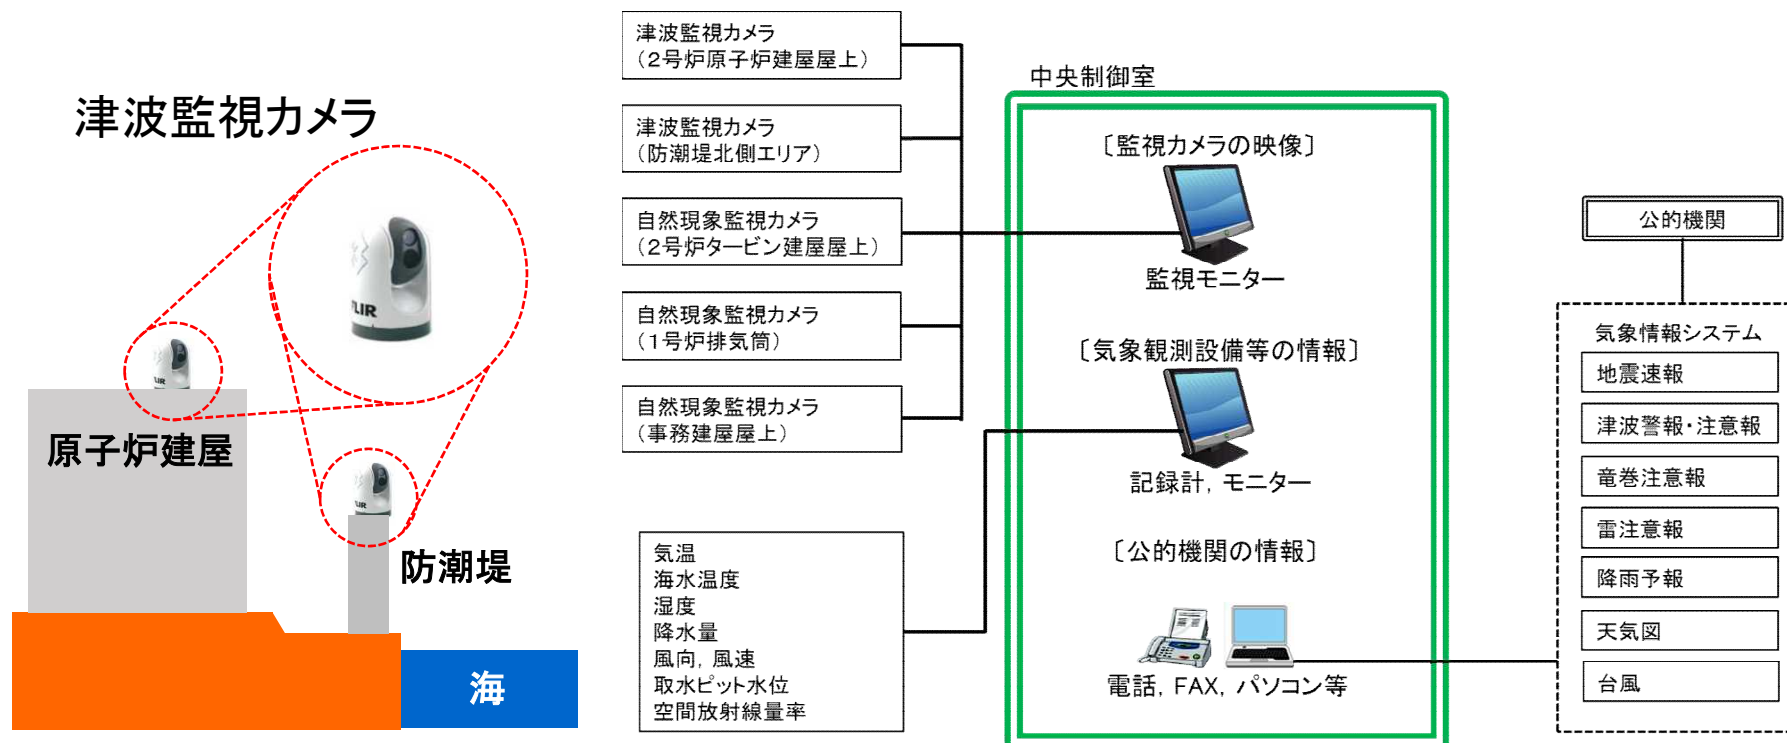 津波監視カメラ
FLIR
FLIR
原子炉建屋
FLIR
防潮堤
海
津波監視カメラ
(2号炉原子炉建屋屋上)
津波監視カメラ
(防潮堤北側エリア)
自然現象監視カメラ
(2号炉タービン建屋屋上)
自然現象監視カメラ
(1号炉排気筒)
自然現象監視カメラ
(事務建屋屋上)
気温
海水温度
湿度
降水量
風向,風速
取水ピット水位
空間放射線量率
中央制御室
〔監視カメラの映像〕
監視モニター
〔気象観測設備等の情報〕
記録計,モニター
〔公的機関の情報〕
電話,FAX,パソコン等
公的機関
気象情報システム
地震速報
津波警報・注意報
竜巻注意報
雷注意報
降雨予報
天気図
台風